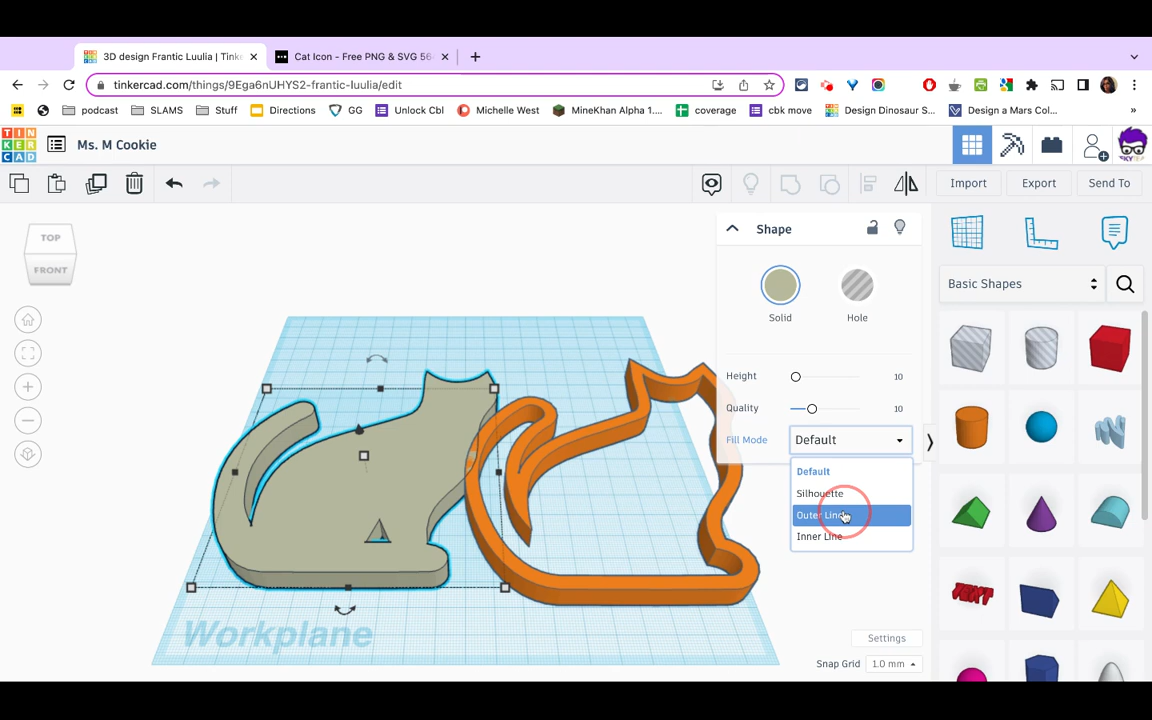 3D design Frantic Luulia | Tinke
Cat Icon - Free PNG & SVG 56
tinkercad.com/things/9Ega6nUHYS2-frantic-luulia/edit
podcast
SLAMS
Stuff
Directions
GG
Unlock Cbl
Michelle West
MineKhan Alpha 1....
coverage
cbk move
Design Dinosaur S...
Design a Mars Col...
»
TIN
KER
CAD
Ms. M Cookie
Import
Export
Send To
TOP
FRONT
Shape
Solid
Hole
Height
10
Quality
10
Fill Mode
Default
Default
Silhouette
Outer Line
Inner Line
Basic Shapes
TEXT
Workplane
Settings
Snap Grid
1.0 mm